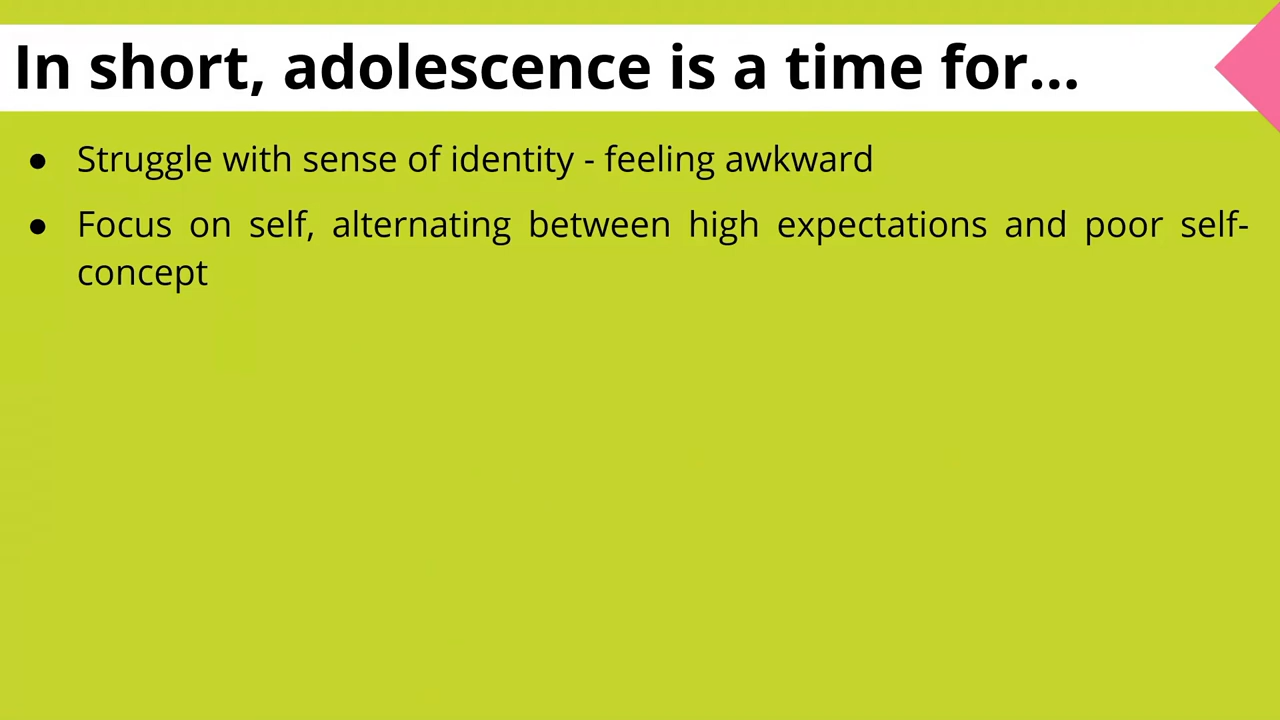 In short, adolescence is a time for...
● Struggle with sense of identity - feeling awkward
● Focus on self, alternating between high expectations and poor self-
concept